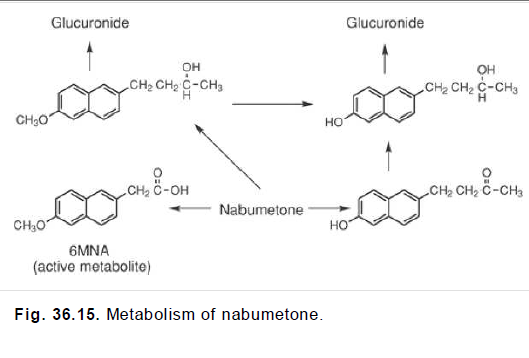 Glucuronide
Glucuronide
OH
CH₂ CH₂ C-CH₃
H
CH₃O
OH
CH₂ CH₂ C-CH₃
H
HO
O
CH₂ C-OH
CH₃O
6MNA
(active metabolite)
Nabumetone
O
CH₂ CH₂ C-CH₃
HO
Fig. 36.15. Metabolism of nabumetone.